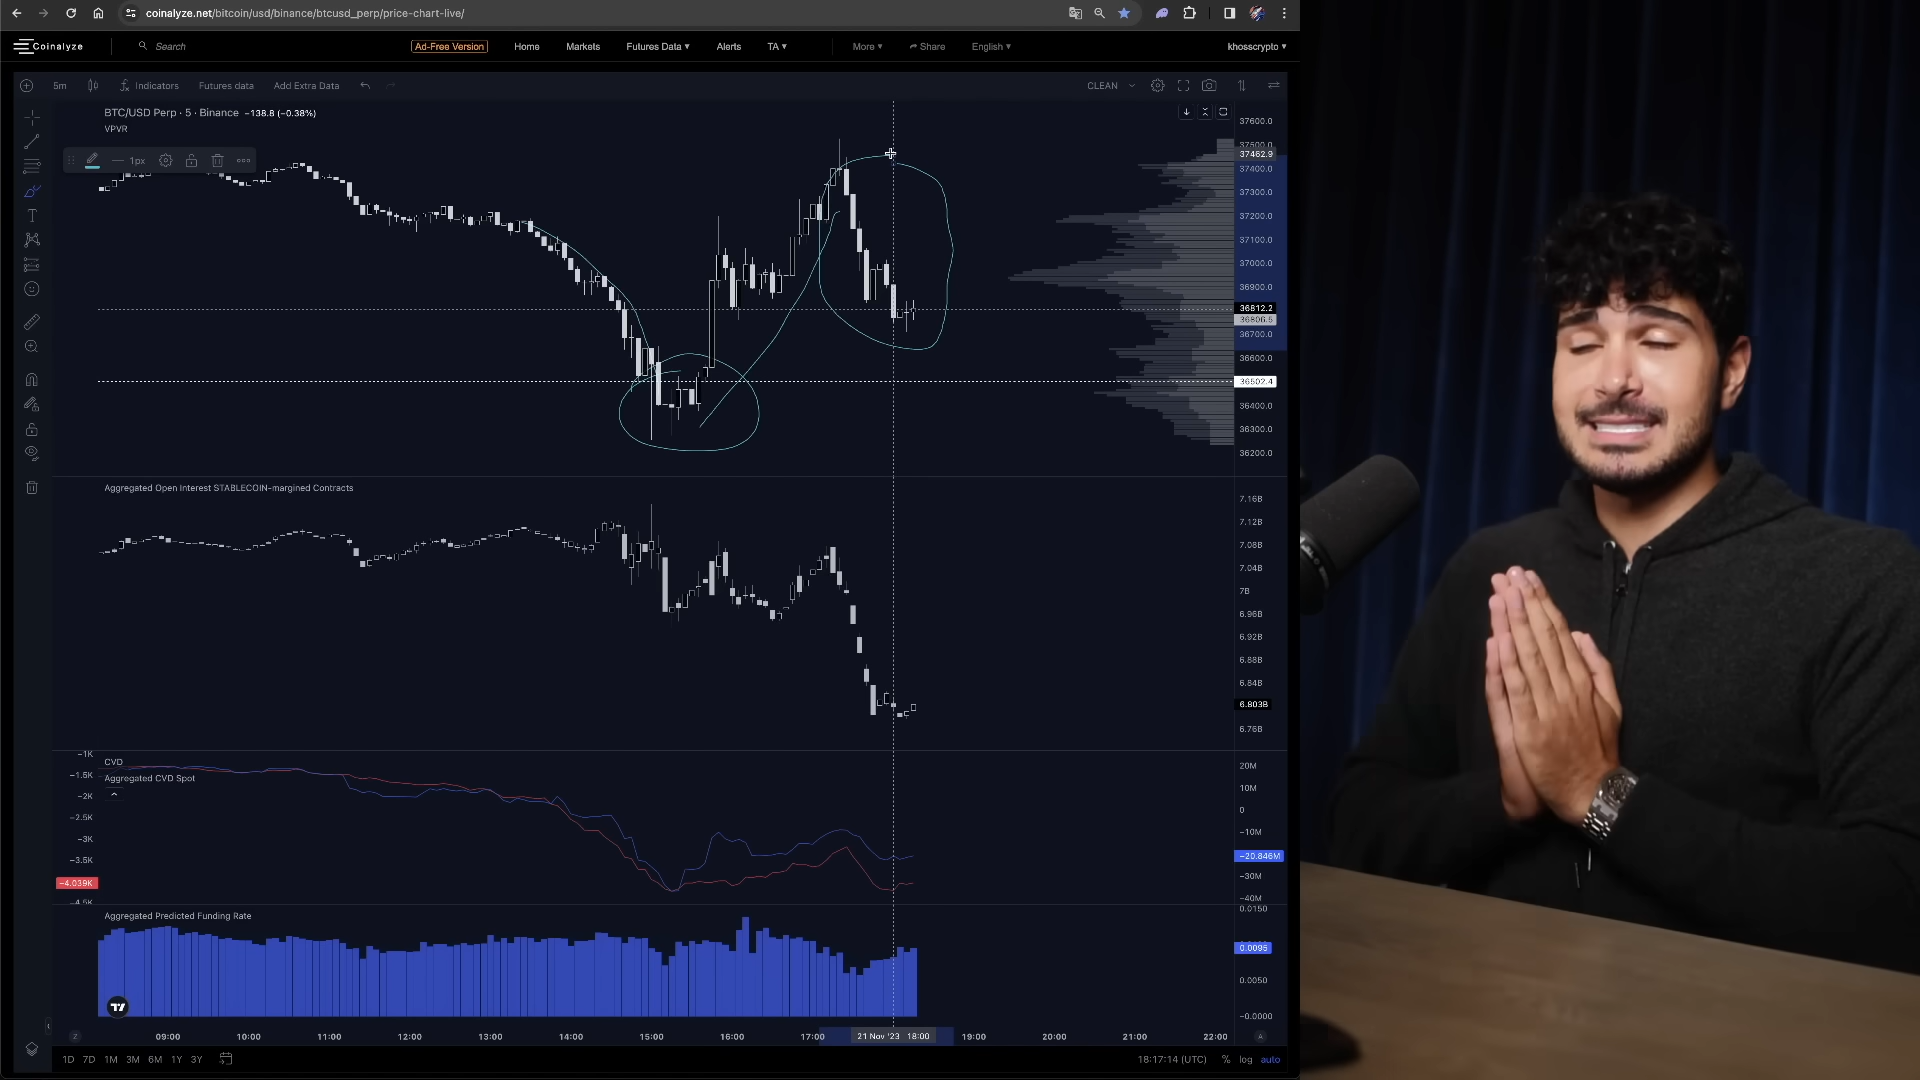 coinalyze.net/bitcoin/usd/binance/btcusd_perp/price-chart-live/
Coinalyze
Search
Ad-Free Version
Home
Markets
Futures Data
Alerts
TA
More
Share
English
khosscrypto
5m
Indicators
Futures data
Add Extra Data
CLEAN
BTC/USD Perp · 5 · Binance −138.8 (−0.38%)
VPVR
1px
37600.0
37500.0
37462.9
37400.0
37300.0
37200.0
37100.0
37000.0
36900.0
36812.2
36806.5
36700.0
36600.0
36502.4
36400.0
36300.0
36200.0
Aggregated Open Interest STABLECOIN-margined Contracts
7.16B
7.12B
7.08B
7.04B
7B
6.96B
6.92B
6.88B
6.84B
6.803B
6.76B
CVD
Aggregated CVD Spot
−1K
−1.5K
−2K
−2.5K
−3K
−3.5K
−4.039K
−4.5K
20M
10M
0
−10M
−20.846M
−30M
−40M
Aggregated Predicted Funding Rate
0.0150
0.0095
0.0050
−0.0000
09:00
10:00
11:00
12:00
13:00
14:00
15:00
16:00
17:00
21 Nov '23 18:00
19:00
20:00
21:00
22:00
Z
A
1D 7D 1M 3M 6M 1Y 3Y
18:17:14 (UTC)
%
log
auto